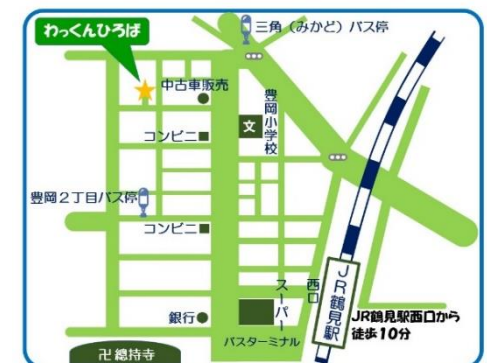 わっくんひろば
三角（みかど）バス停
中古車販売
文
豊岡小学校
コンビニ
豊岡２丁目バス停
コンビニ
スーパー
西口
JR鶴見駅
JR鶴見駅西口から
徒歩10分
銀行
バスターミナル
卍 總持寺